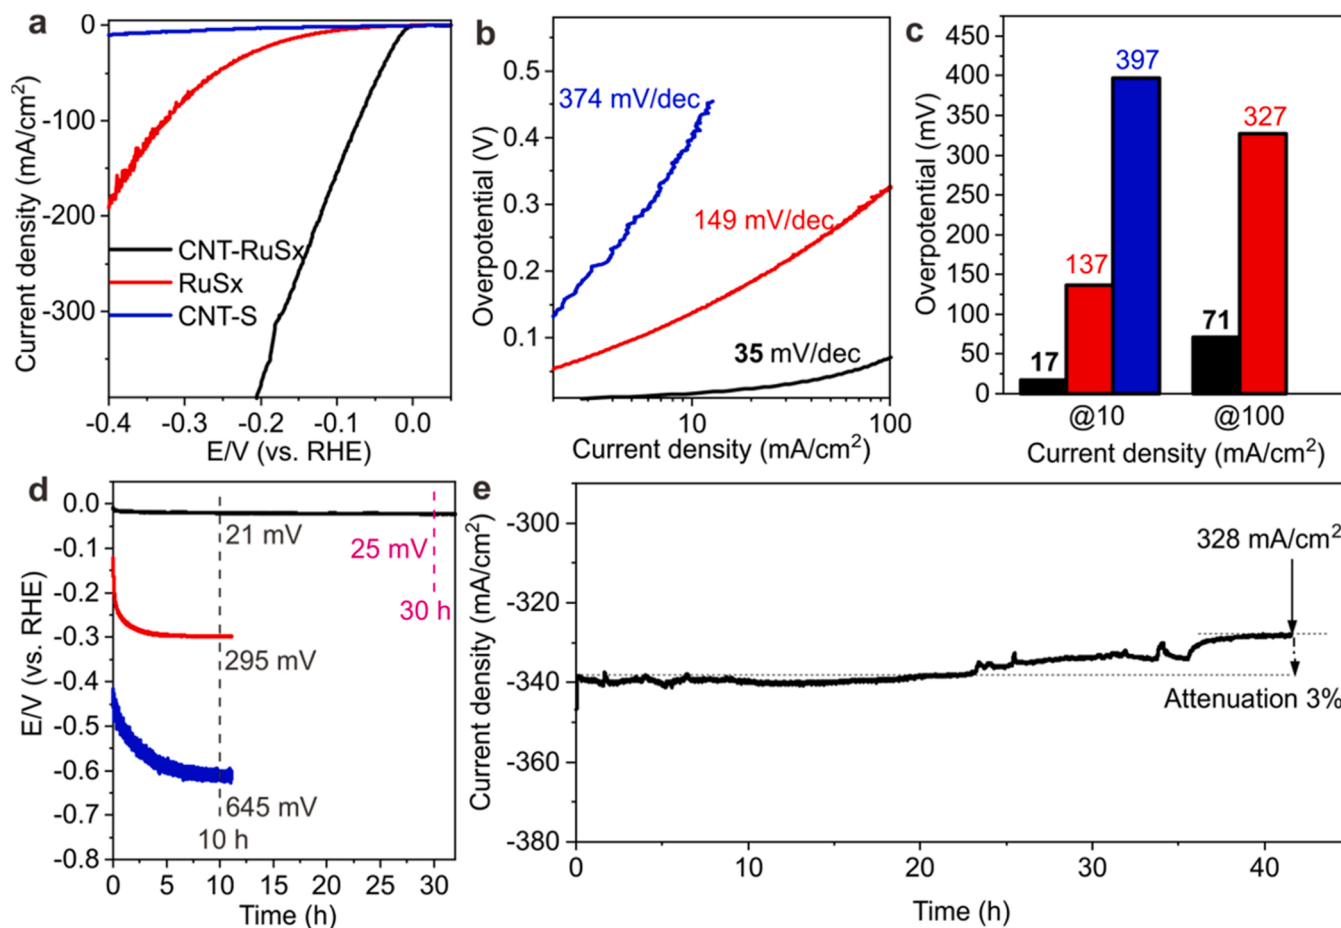 a
0
-100
-200
-300
Current density (mA/cm²)
CNT-RuSx
RuSx
CNT-S
-0.4
-0.3
-0.2
-0.1
0.0
E/V (vs. RHE)
b
0.5
0.4
0.3
0.2
0.1
Overpotential (V)
374 mV/dec
149 mV/dec
35 mV/dec
10
100
Current density (mA/cm²)
c
450
400
350
300
250
200
150
100
50
0
Overpotential (mV)
17
137
397
71
327
@10
@100
Current density (mA/cm²)
d
0.0
-0.1
-0.2
-0.3
-0.4
-0.5
-0.6
-0.7
-0.8
E/V (vs. RHE)
21 mV
25 mV
30 h
295 mV
645 mV
10 h
0
5
10
15
20
25
30
Time (h)
e
-300
-320
-340
-360
-380
Current density (mA/cm²)
328 mA/cm²
Attenuation 3%
0
10
20
30
40
Time (h)